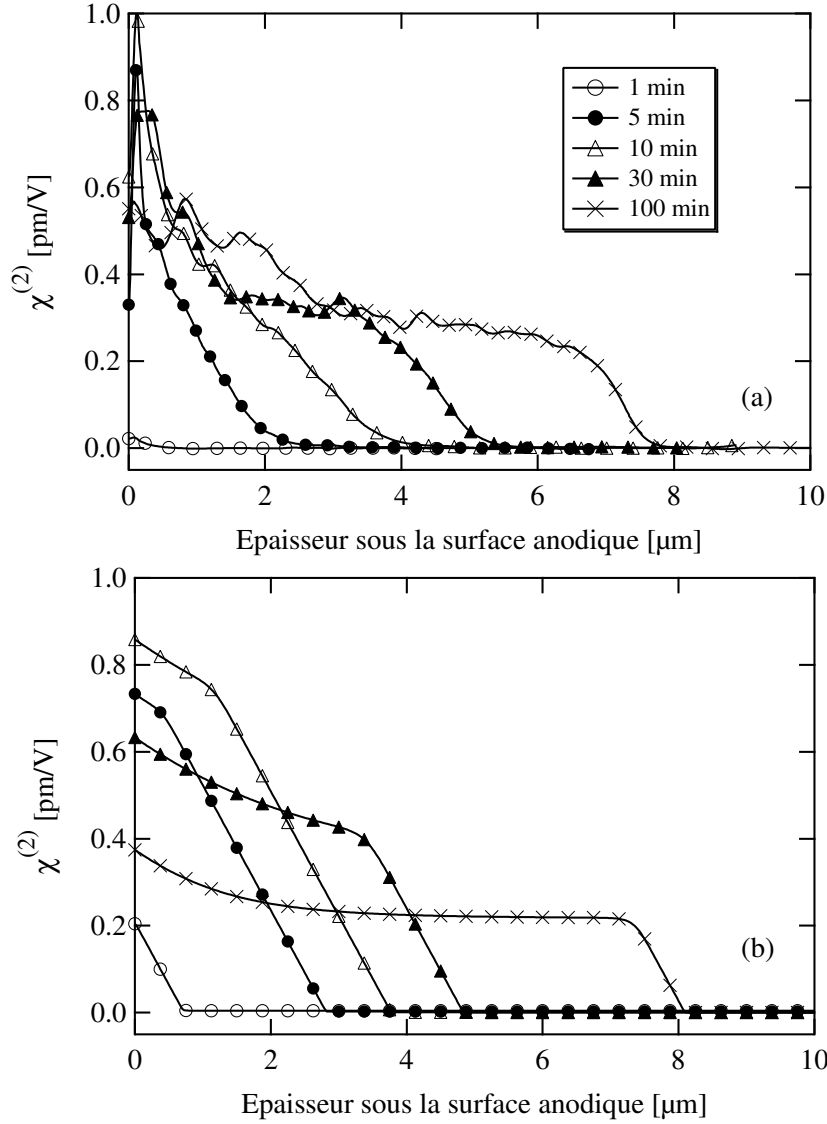 1.0
0.8
0.6
0.4
0.2
0.0
χ(2) [pm/V]
1 min
5 min
10 min
30 min
100 min
(a)
0 2 4 6 8 10
Epaisseur sous la surface anodique [µm]
1.0
0.8
0.6
0.4
0.2
0.0
χ(2) [pm/V]
(b)
0 2 4 6 8 10
Epaisseur sous la surface anodique [µm]